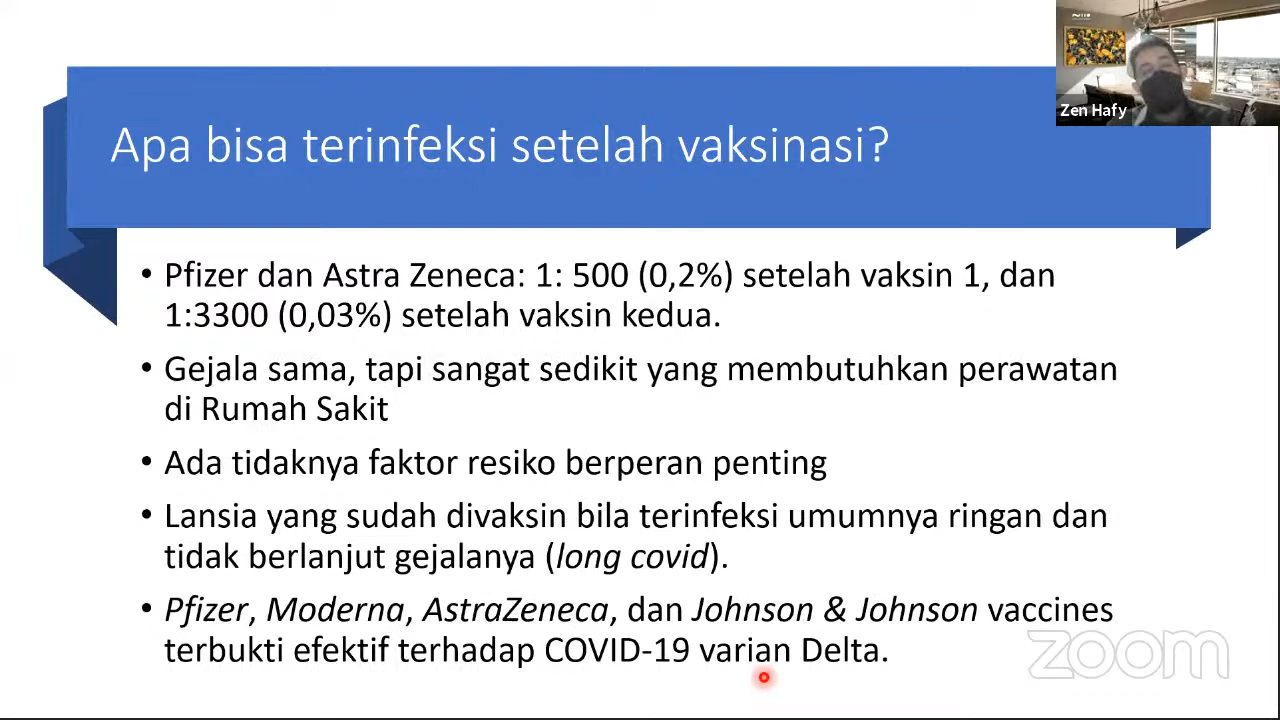 Zen Hafy
Apa bisa terinfeksi setelah vaksinasi?
• Pfizer dan Astra Zeneca: 1: 500 (0,2%) setelah vaksin 1, dan
1:3300 (0,03%) setelah vaksin kedua.
• Gejala sama, tapi sangat sedikit yang membutuhkan perawatan
di Rumah Sakit
• Ada tidaknya faktor resiko berperan penting
• Lansia yang sudah divaksin bila terinfeksi umumnya ringan dan
tidak berlanjut gejalanya (long covid).
• Pfizer, Moderna, AstraZeneca, dan Johnson & Johnson vaccines
terbukti efektif terhadap COVID-19 varian Delta.
zoom